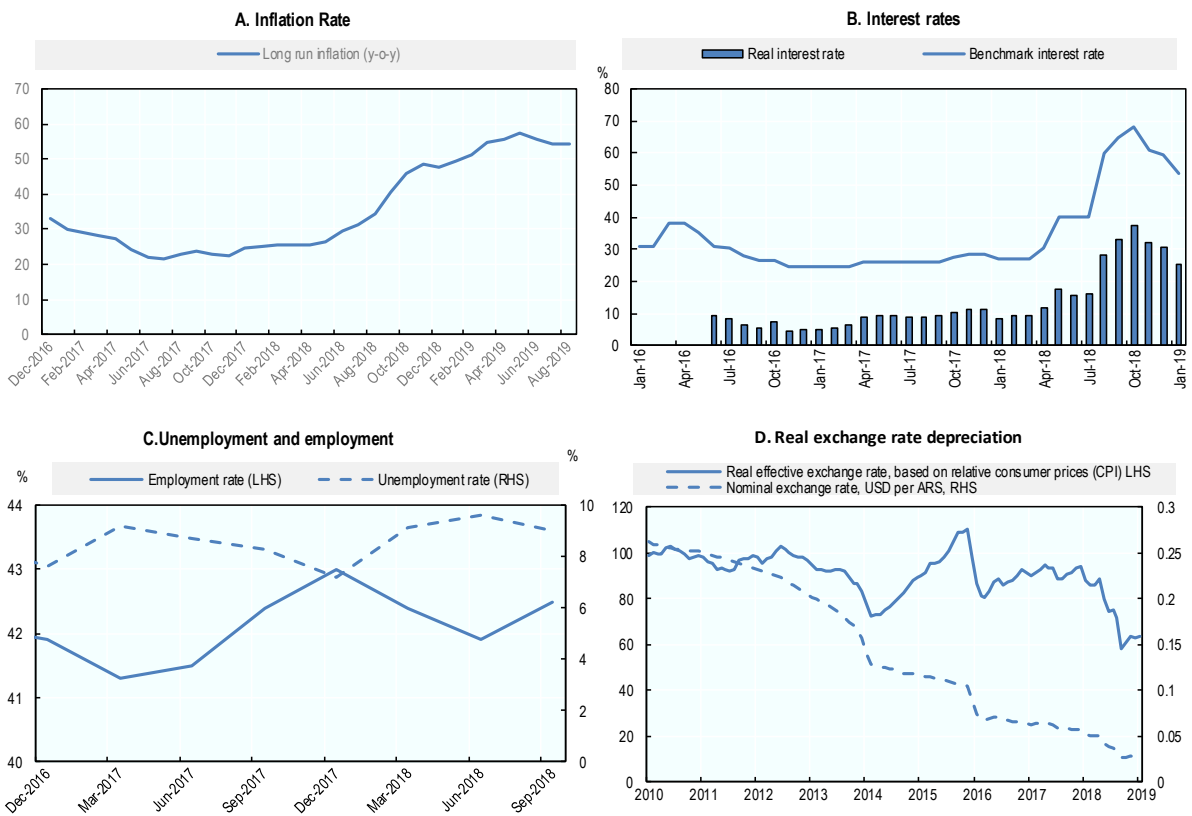 A. Inflation Rate
Long run inflation (y-o-y)
70
60
50
40
30
20
10
0
Dec-2016
Feb-2017
Apr-2017
Jun-2017
Aug-2017
Oct-2017
Dec-2017
Feb-2018
Apr-2018
Jun-2018
Aug-2018
Oct-2018
Dec-2018
Feb-2019
Apr-2019
Jun-2019
Aug-2019
B. Interest rates
Real interest rate
Benchmark interest rate
%
80
70
60
50
40
30
20
10
0
Jan-16
Apr-16
Jul-16
Oct-16
Jan-17
Apr-17
Jul-17
Oct-17
Jan-18
Apr-18
Jul-18
Oct-18
Jan-19
C.Unemployment and employment
%
%
Employment rate (LHS)
Unemployment rate (RHS)
44
43
42
41
40
10
8
6
4
2
0
Dec-2016
Mar-2017
Jun-2017
Sep-2017
Dec-2017
Mar-2018
Jun-2018
Sep-2018
D. Real exchange rate depreciation
Real effective exchange rate, based on relative consumer prices (CPI) LHS
Nominal exchange rate, USD per ARS, RHS
120
100
80
60
40
20
0
0.3
0.25
0.2
0.15
0.1
0.05
0
2010
2011
2012
2013
2014
2015
2016
2017
2018
2019